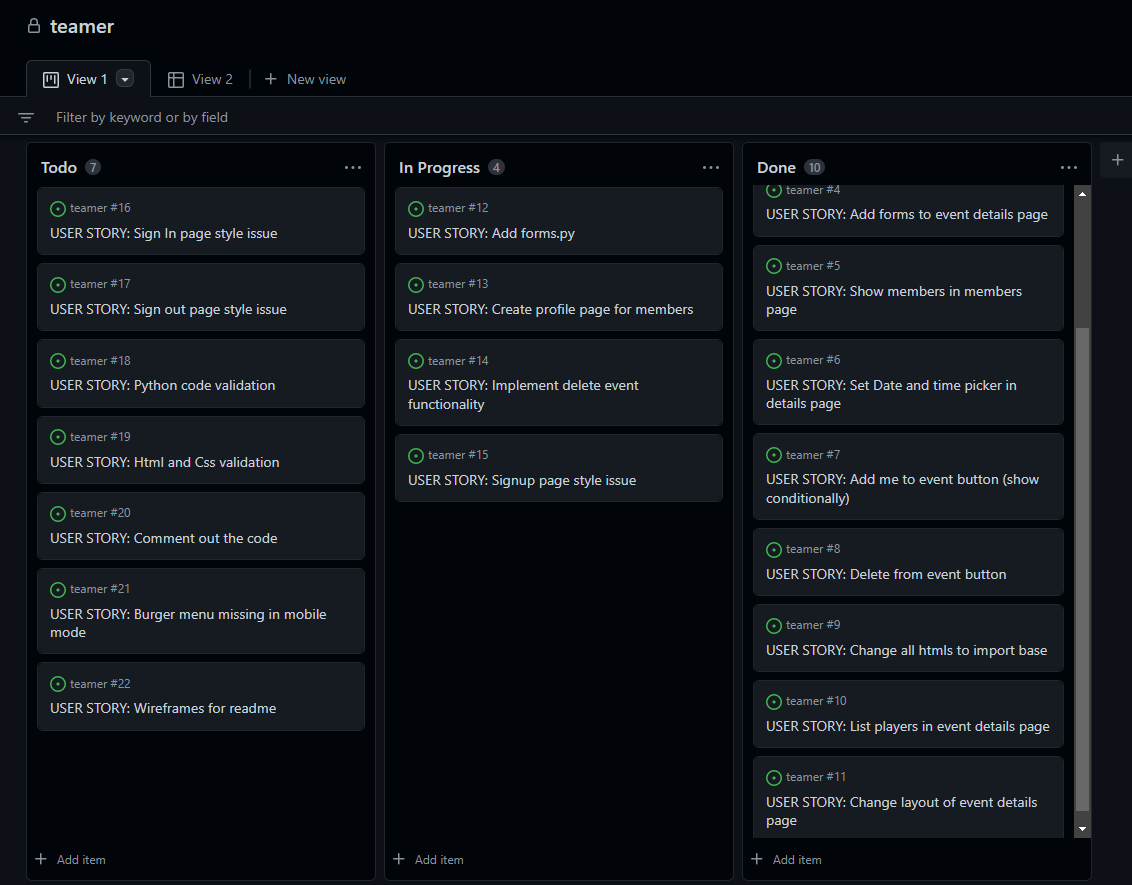 teamer
View 1
View 2
New view
Filter by keyword or by field
Todo 7
teamer #16
USER STORY: Sign In page style issue
teamer #17
USER STORY: Sign out page style issue
teamer #18
USER STORY: Python code validation
teamer #19
USER STORY: Html and Css validation
teamer #20
USER STORY: Comment out the code
teamer #21
USER STORY: Burger menu missing in mobile
mode
teamer #22
USER STORY: Wireframes for readme
Add item
In Progress 4
teamer #12
USER STORY: Add forms.py
teamer #13
USER STORY: Create profile page for members
teamer #14
USER STORY: Implement delete event
functionality
teamer #15
USER STORY: Signup page style issue
Add item
Done 10
teamer #4
USER STORY: Add forms to event details page
teamer #5
USER STORY: Show members in members
page
teamer #6
USER STORY: Set Date and time picker in
details page
teamer #7
USER STORY: Add me to event button (show
conditionally)
teamer #8
USER STORY: Delete from event button
teamer #9
USER STORY: Change all htmls to import base
teamer #10
USER STORY: List players in event details page
teamer #11
USER STORY: Change layout of event details
page
Add item